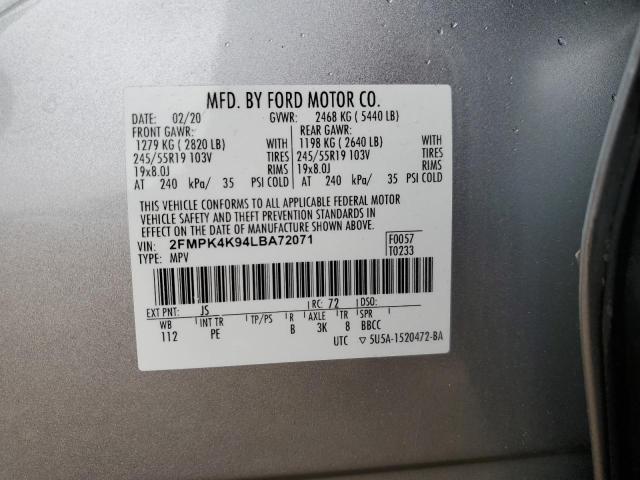 MFD. BY FORD MOTOR CO.
DATE: 02/20 GVWR: 2468 KG ( 5440 LB)
FRONT GAWR: REAR GAWR:
1279 KG ( 2820 LB) WITH 1198 KG ( 2640 LB) WITH
245/55R19 103V TIRES 245/55R19 103V TIRES
19x8.0J RIMS 19x8.0J RIMS
AT 240 kPa/ 35 PSI COLD AT 240 kPa/ 35 PSI COLD
THIS VEHICLE CONFORMS TO ALL APPLICABLE FEDERAL MOTOR
VEHICLE SAFETY AND THEFT PREVENTION STANDARDS IN
EFFECT ON THE DATE OF MANUFACTURE SHOWN ABOVE.
VIN: 2FMPK4K94LBA72071 F0057
TYPE: MPV T0233
EXT PNT: JS RC: 72 DSO:
WB INT TR TP/PS R AXLE TR SPR
112 PE B 3K 8 BBCC
UTC ▽ 5U5A-1520472-BA